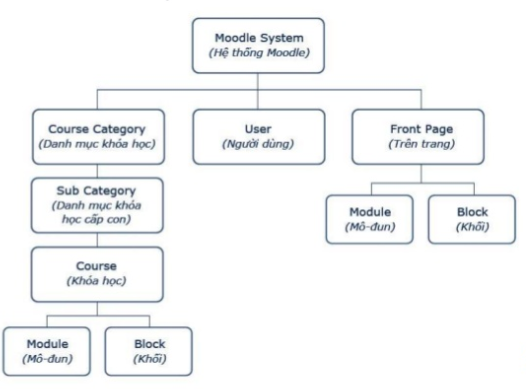 Moodle System
(Hệ thống Moodle)
Course Category
(Danh mục khóa học)
User
(Người dùng)
Front Page
(Trên trang)
Sub Category
(Danh mục khóa
học cấp con)
Module
(Mô-đun)
Block
(Khối)
Course
(Khóa học)
Module
(Mô-đun)
Block
(Khối)